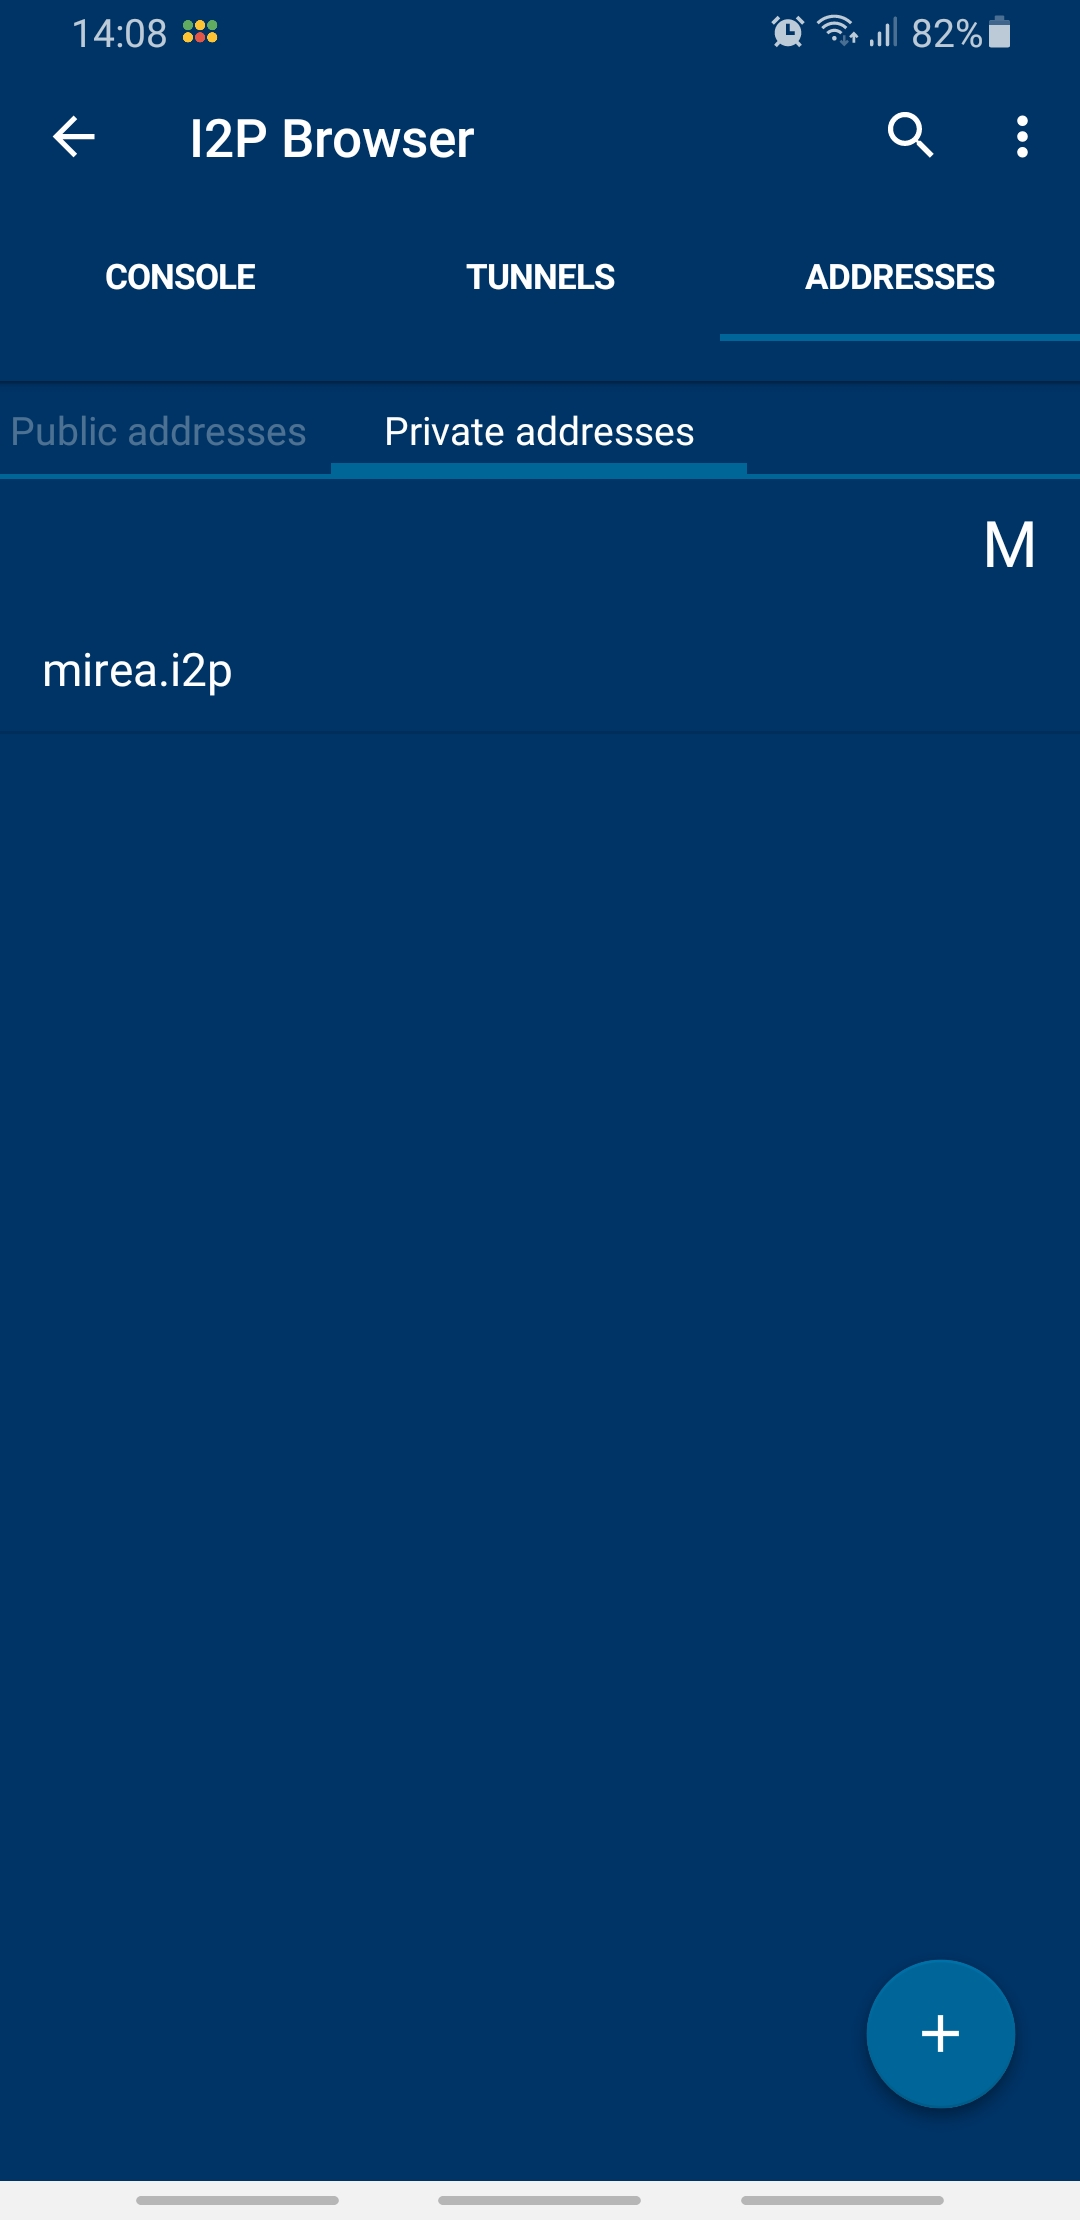 14:08 82%
I2P Browser
CONSOLE TUNNELS ADDRESSES
Public addresses Private addresses
M
mirea.i2p